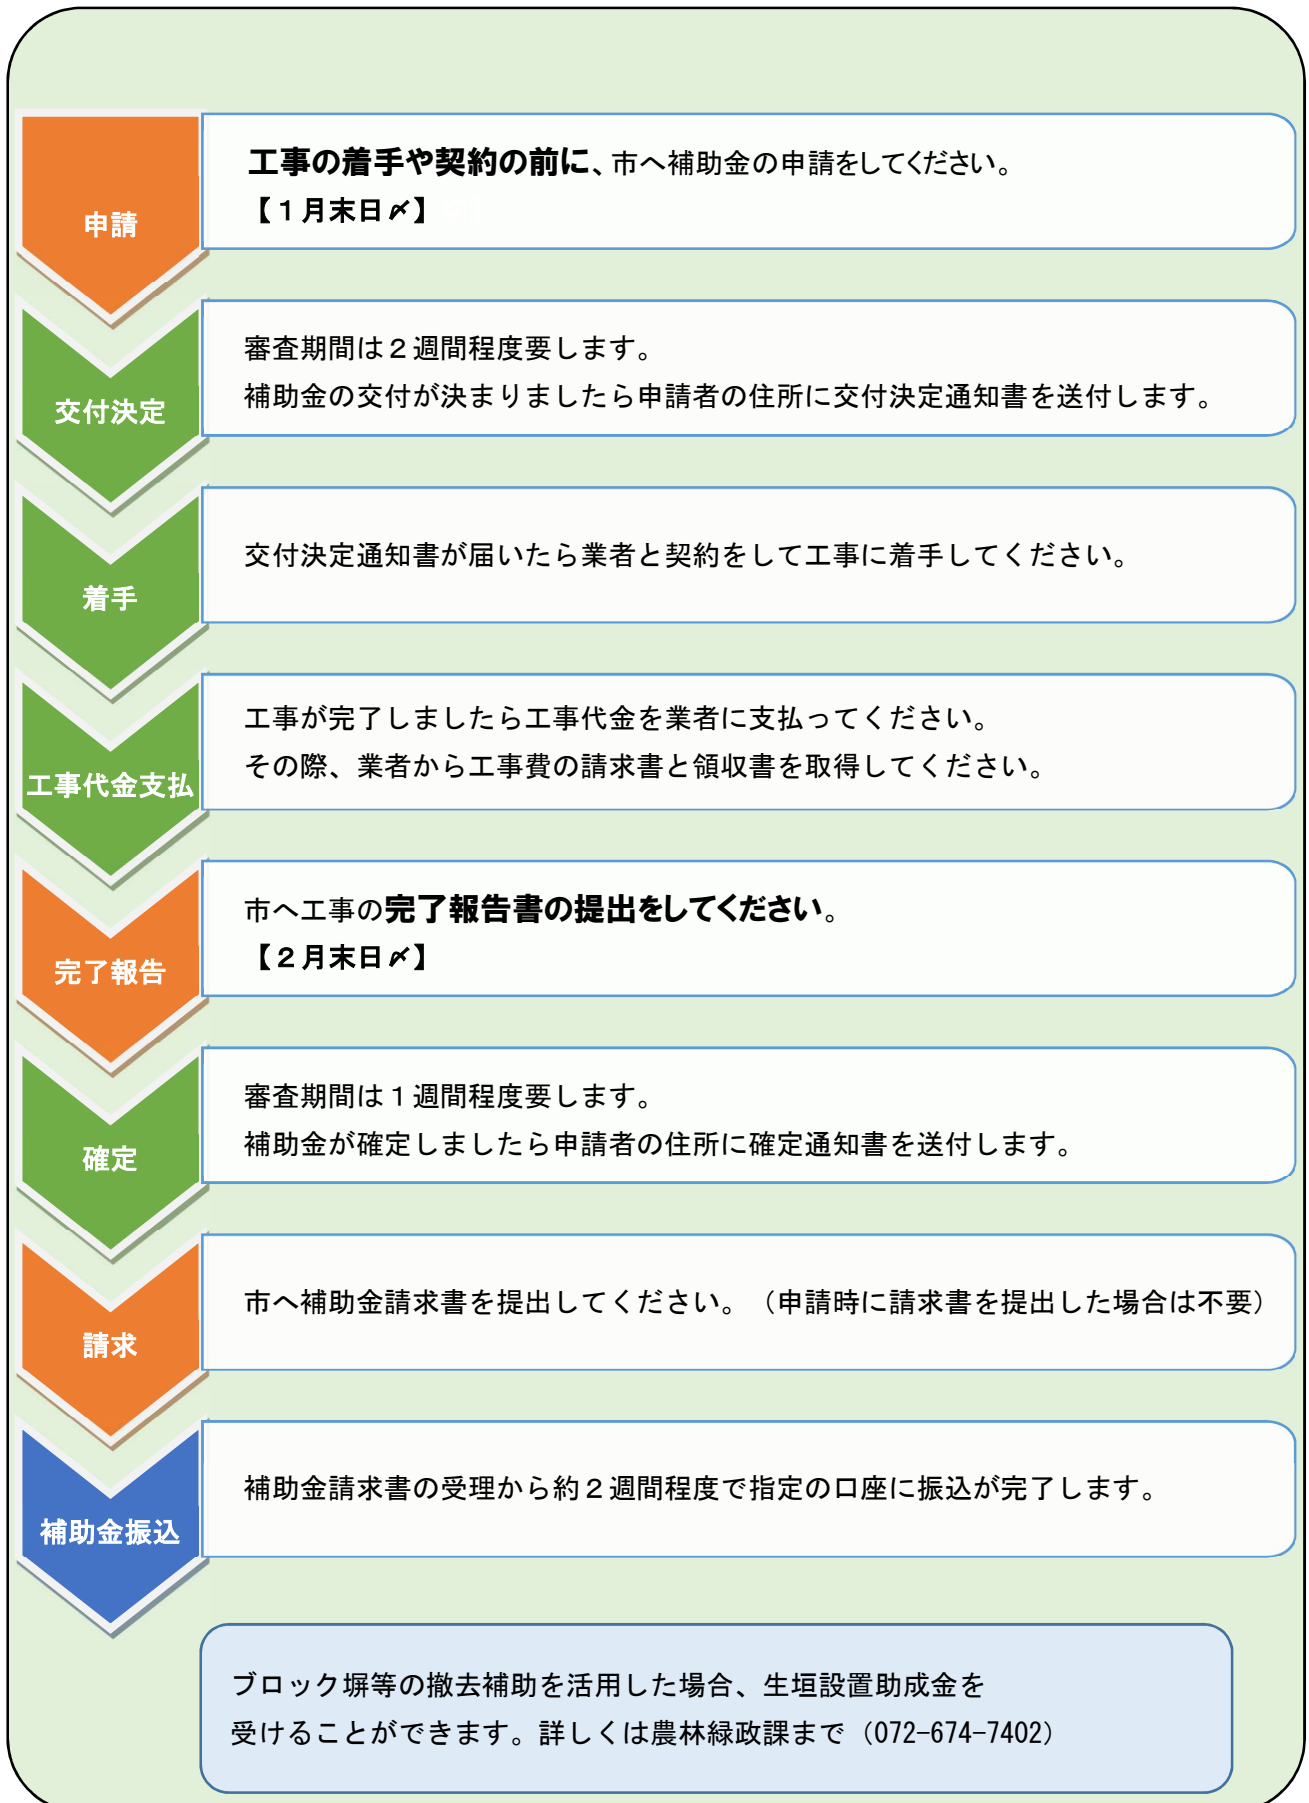 申請
工事の着手や契約の前に、市へ補助金の申請をしてください。
【１月末日〆】
交付決定
審査期間は２週間程度要します。
補助金の交付が決まりましたら申請者の住所に交付決定通知書を送付します。
着手
交付決定通知書が届いたら業者と契約をして工事に着手してください。
工事代金支払
工事が完了しましたら工事代金を業者に支払ってください。
その際、業者から工事費の請求書と領収書を取得してください。
完了報告
市へ工事の完了報告書の提出をしてください。
【２月末日〆】
確定
審査期間は１週間程度要します。
補助金が確定しましたら申請者の住所に確定通知書を送付します。
請求
市へ補助金請求書を提出してください。（申請時に請求書を提出した場合は不要）
補助金振込
補助金請求書の受理から約２週間程度で指定の口座に振込が完了します。
ブロック塀等の撤去補助を活用した場合、生垣設置助成金を
受けることができます。詳しくは農林緑政課まで（072-674-7402）